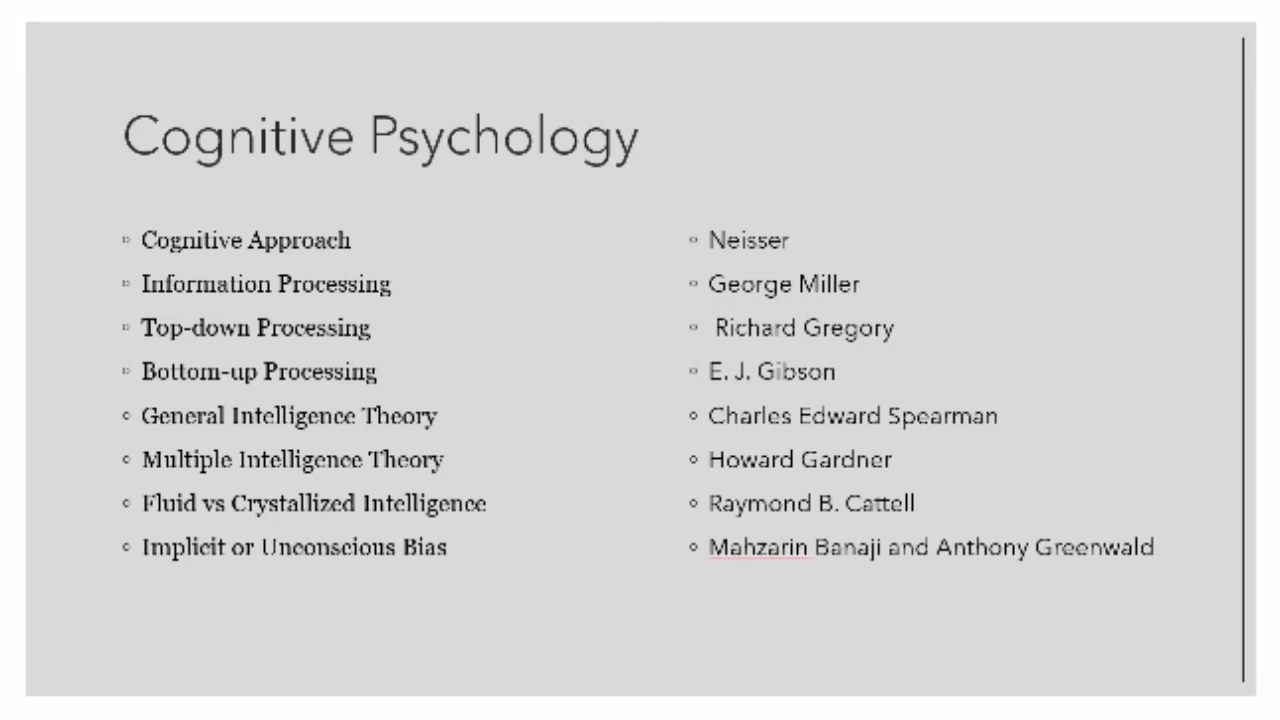 Cognitive Psychology
Cognitive Approach
Information Processing
Top-down Processing
Bottom-up Processing
General Intelligence Theory
Multiple Intelligence Theory
Fluid vs Crystallized Intelligence
Implicit or Unconscious Bias
Neisser
George Miller
Richard Gregory
E. J. Gibson
Charles Edward Spearman
Howard Gardner
Raymond B. Cattell
Mahzarin Banaji and Anthony Greenwald